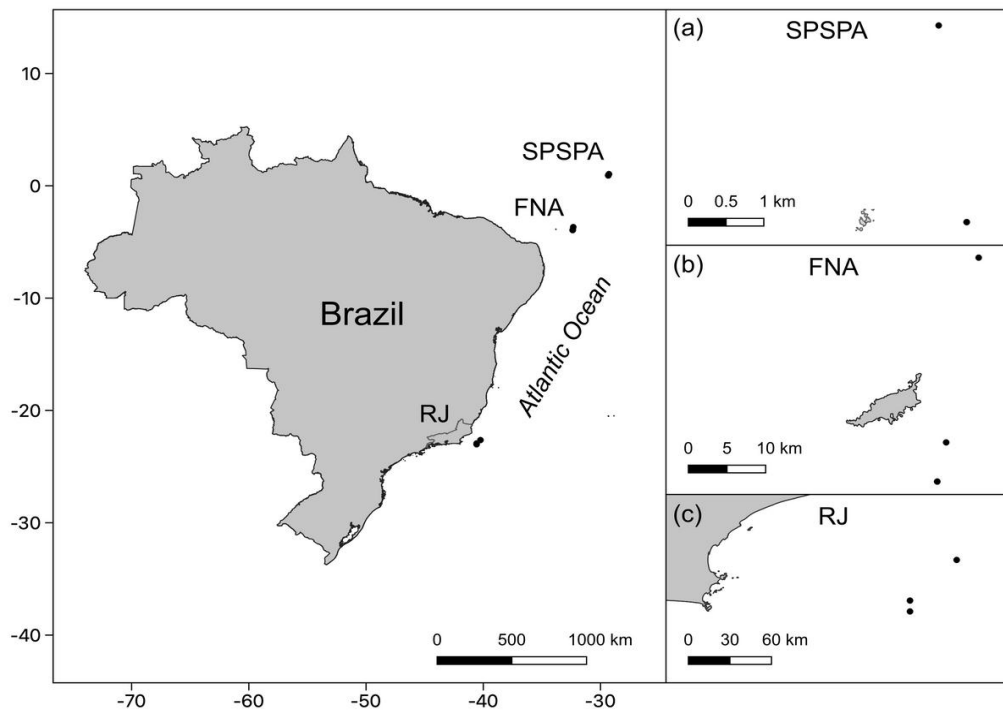 10
0
-10
-20
-30
-40
-70
-60
-50
-40
-30
SPSPA
FNA
Brazil
Atlantic Ocean
RJ
0 500 1000 km
(a)
SPSPA
0 0.5 1 km
(b)
FNA
0 5 10 km
(c)
RJ
0 30 60 km